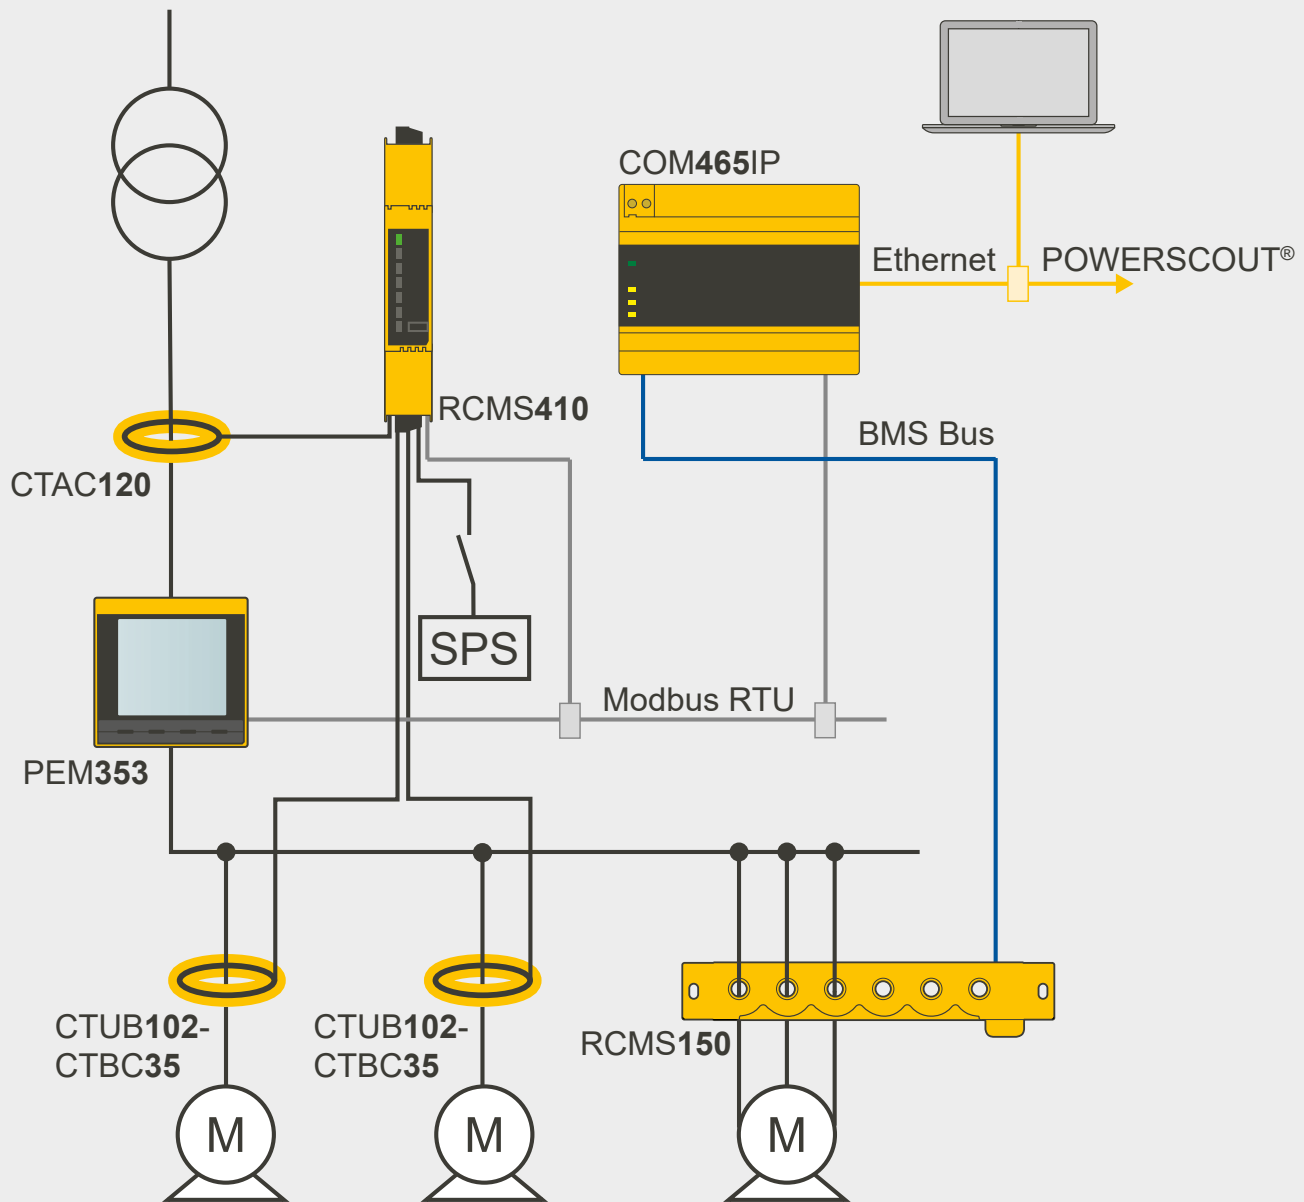 COM465IP
Ethernet
POWERSCOUT®
RCMS410
BMS Bus
CTAC120
SPS
Modbus RTU
PEM353
CTUB102-
CTBC35
CTUB102-
CTBC35
RCMS150
M
M
M